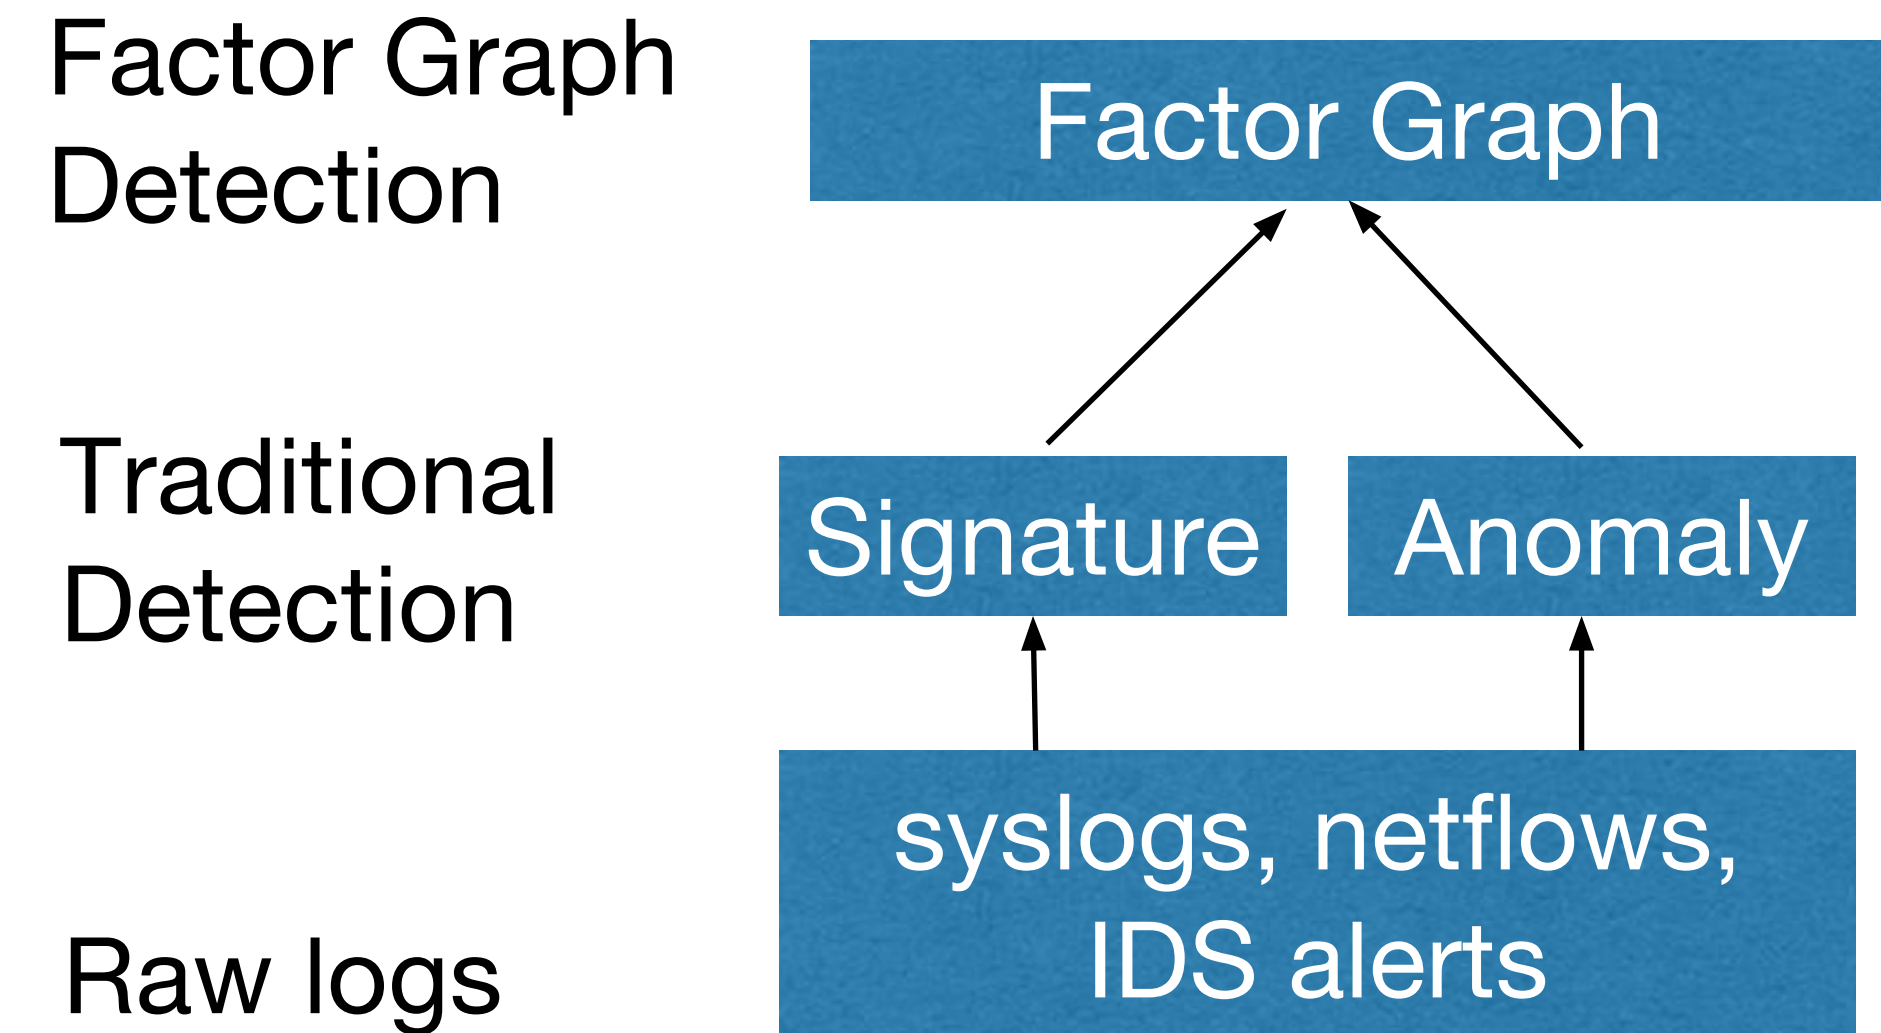 Factor Graph
Detection
Factor Graph
Traditional
Detection
Signature
Anomaly
Raw logs
syslogs, netflows,
IDS alerts